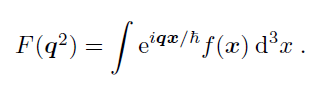 F(𝒒²) = ∫ e^{i𝒒𝒙/ℏ} f(𝒙) d³x .